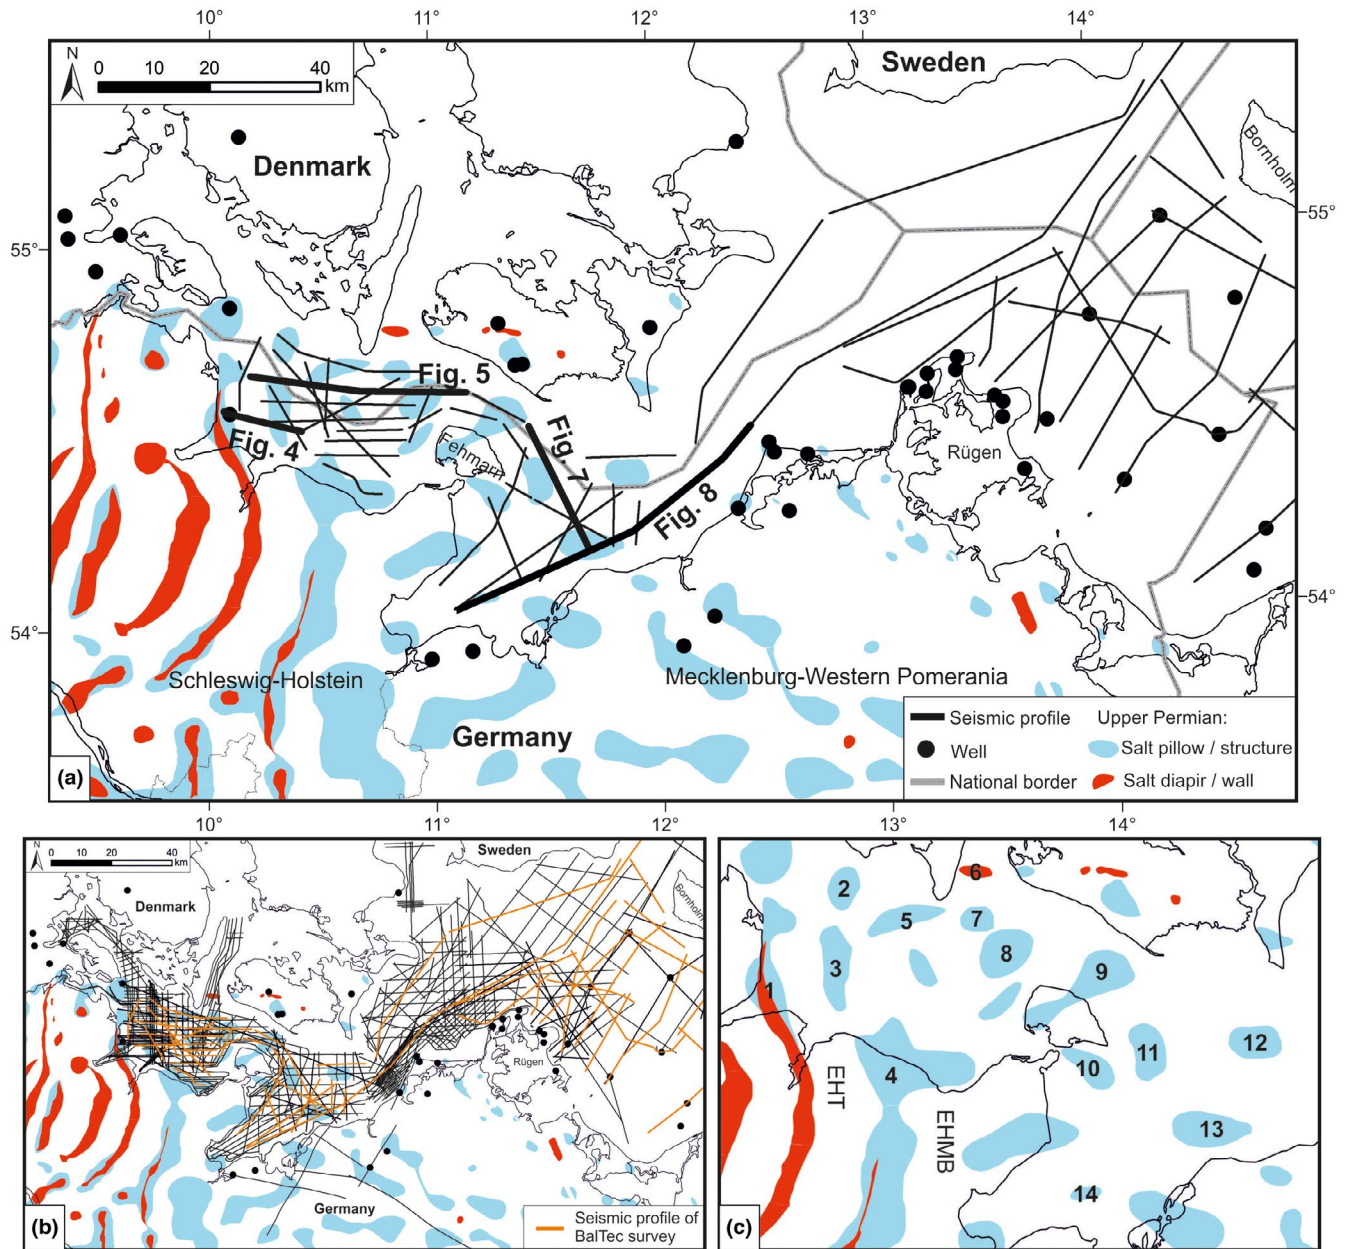 10°
11°
12°
13°
14°
N
0
10
20
40
km
Sweden
Denmark
Bornholm
55°
55°
Fig. 5
Fig. 4
Fehmarn
Fig. 7
Fig. 8
Rügen
54°
54°
Schleswig-Holstein
Mecklenburg-Western Pomerania
Germany
Seismic profile
Upper Permian:
Well
Salt pillow / structure
National border
Salt diapir / wall
(a)
10°
11°
12°
13°
14°
N
0
10
20
40
km
Sweden
Denmark
Bornholm
Rügen
Germany
Seismic profile of
BalTec survey
(b)
1
2
3
4
5
6
7
8
9
10
11
12
13
14
EHT
EHMB
(c)